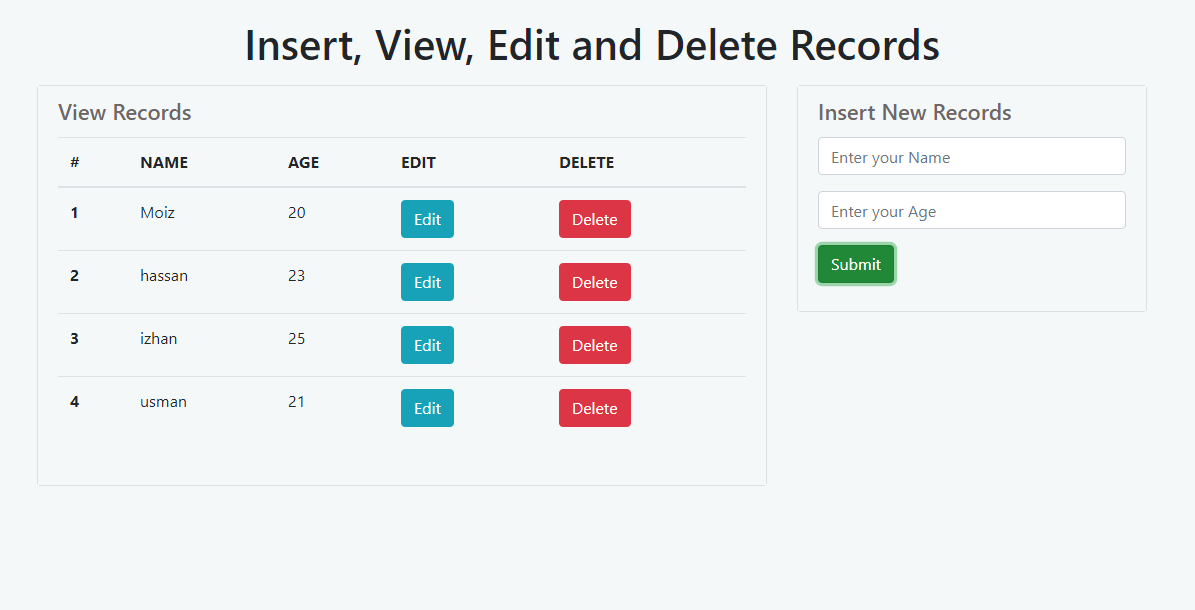 Insert, View, Edit and Delete Records
View Records
# NAME AGE EDIT DELETE
1 Moiz 20 Edit Delete
2 hassan 23 Edit Delete
3 izhan 25 Edit Delete
4 usman 21 Edit Delete
Insert New Records
Enter your Name
Enter your Age
Submit